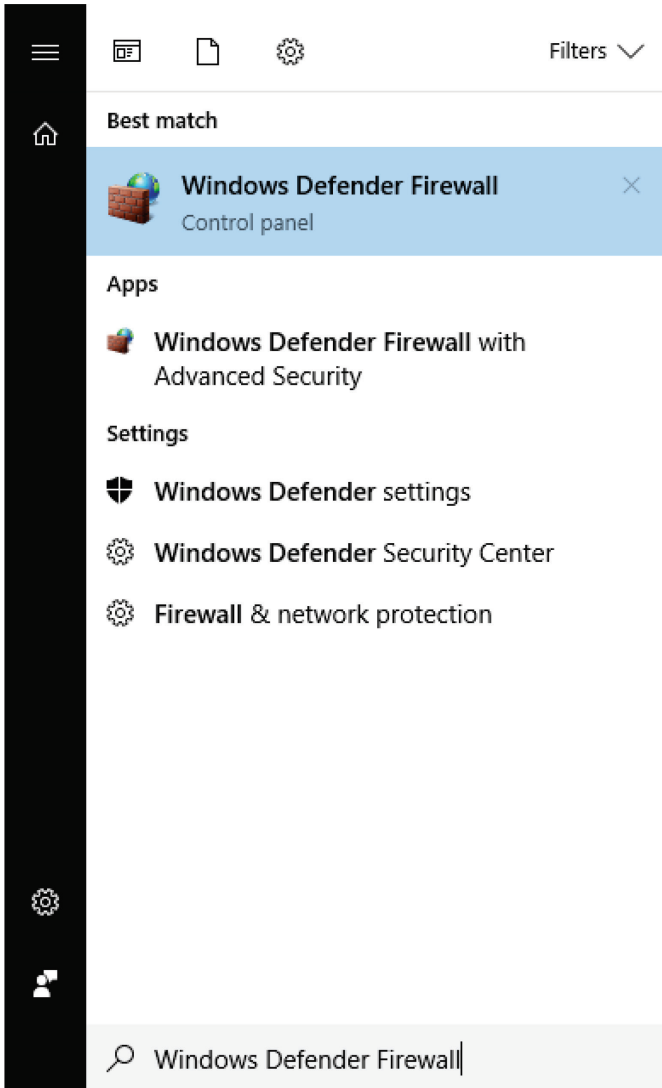 Filters
Best match
Windows Defender Firewall
Control panel
Apps
Windows Defender Firewall with
Advanced Security
Settings
Windows Defender settings
Windows Defender Security Center
Firewall & network protection
Windows Defender Firewall